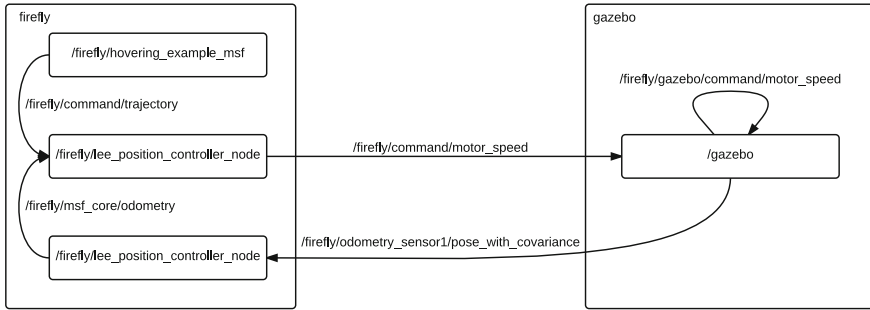 firefly
/firefly/hovering_example_msf
/firefly/command/trajectory
/firefly/lee_position_controller_node
/firefly/msf_core/odometry
/firefly/lee_position_controller_node
/firefly/command/motor_speed
/firefly/odometry_sensor1/pose_with_covariance
gazebo
/firefly/gazebo/command/motor_speed
/gazebo